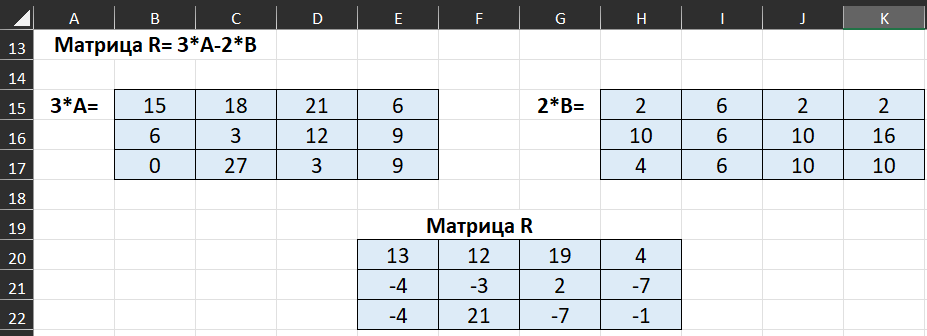 A B C D E F G H I J K
13 Матрица R= 3*A-2*B
14
15 3*A= 15 18 21 6 2*B= 2 6 2 2
16 6 3 12 9 10 6 10 16
17 0 27 3 9 4 6 10 10
18
19 Матрица R
20 13 12 19 4
21 -4 -3 2 -7
22 -4 21 -7 -1